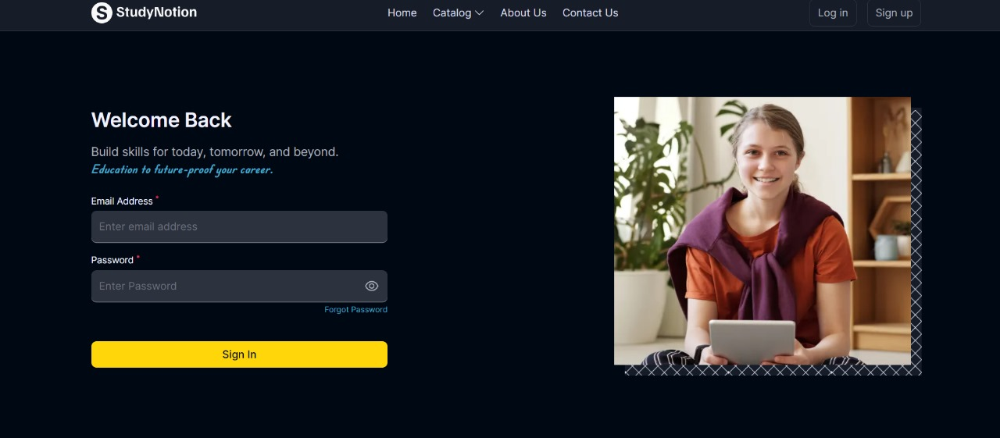 StudyNotion Home Catalog About Us Contact Us Log in Sign up
Welcome Back
Build skills for today, tomorrow, and beyond.
Education to future-proof your career.
Email Address *
Enter email address
Password *
Enter Password
Forgot Password
Sign In